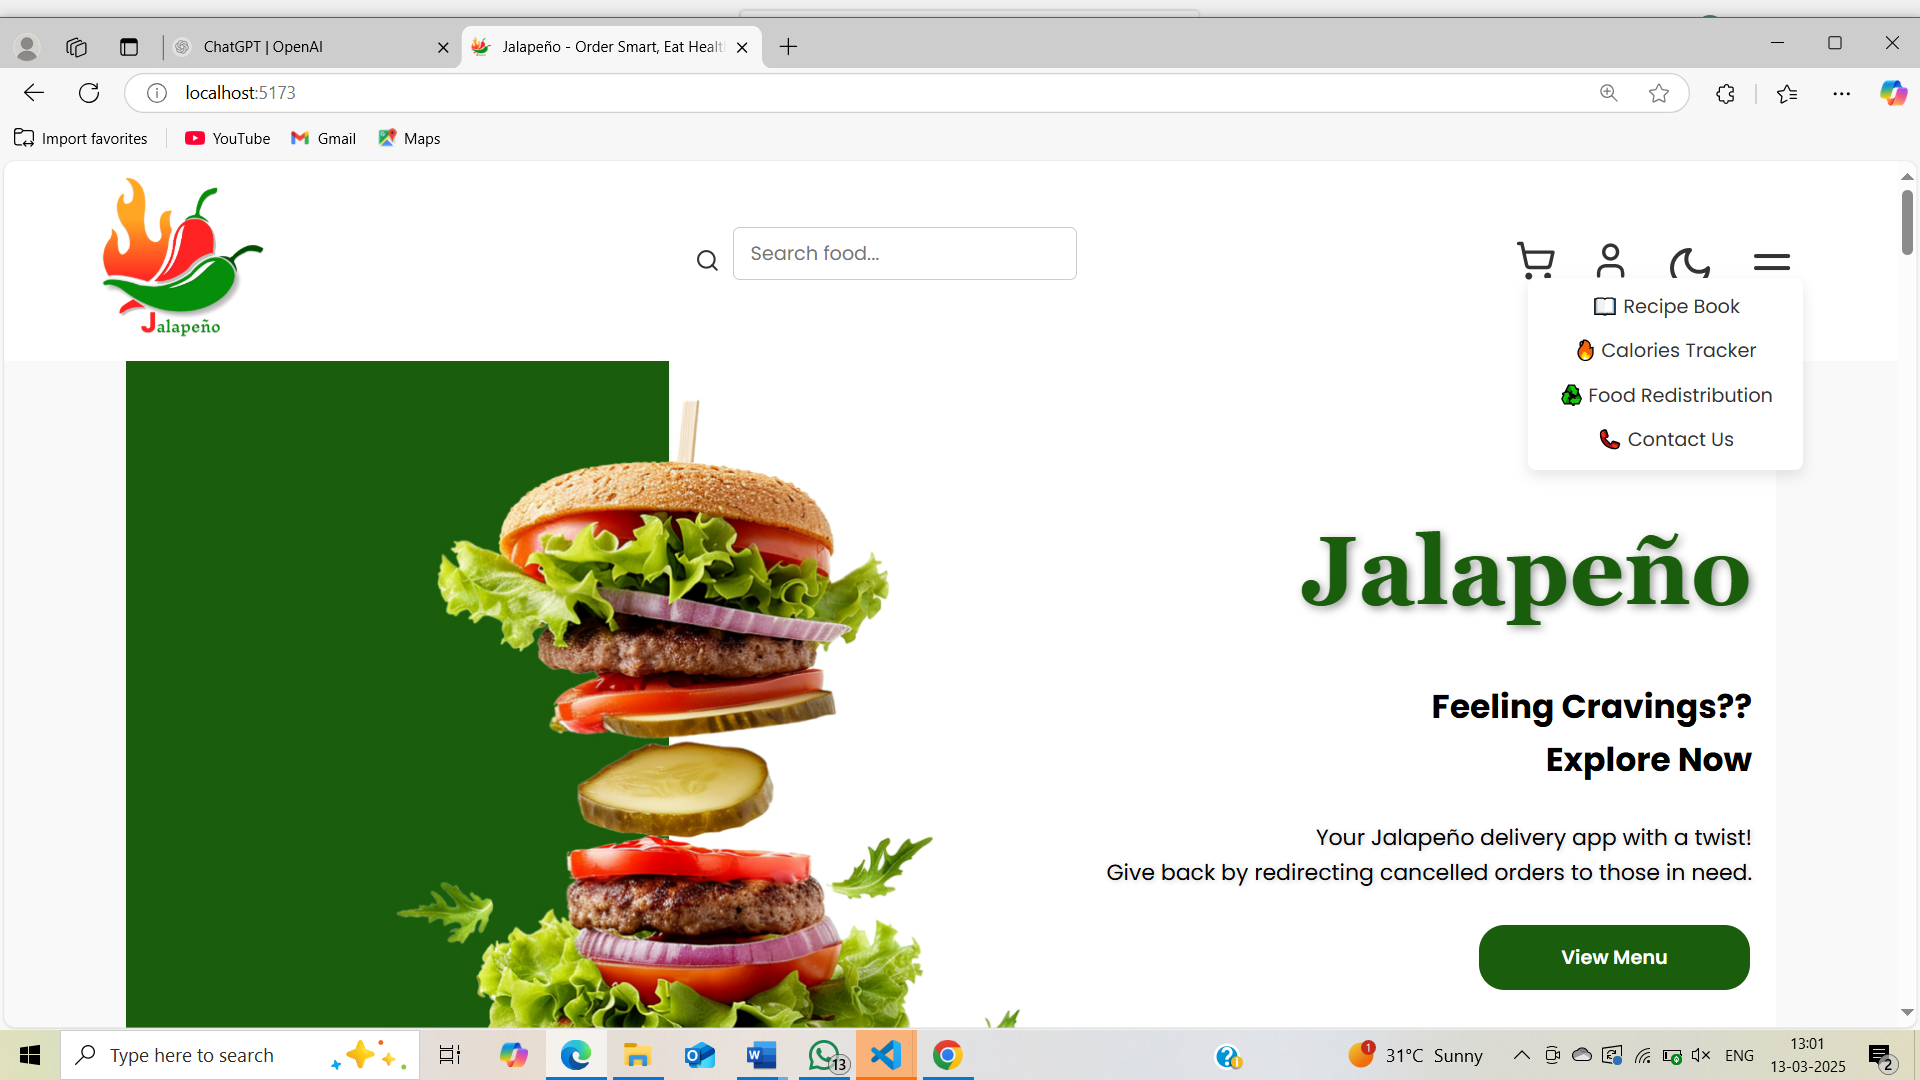 ChatGPT | OpenAI
Jalapeño - Order Smart, Eat Healt
localhost:5173
Import favorites
YouTube
Gmail
Maps
Jalapeño
Search food...
Recipe Book
Calories Tracker
Food Redistribution
Contact Us
Jalapeño
Feeling Cravings??
Explore Now
Your Jalapeño delivery app with a twist!
Give back by redirecting cancelled orders to those in need.
View Menu
Type here to search
13
1
31°C Sunny
ENG
13:01
13-03-2025
2